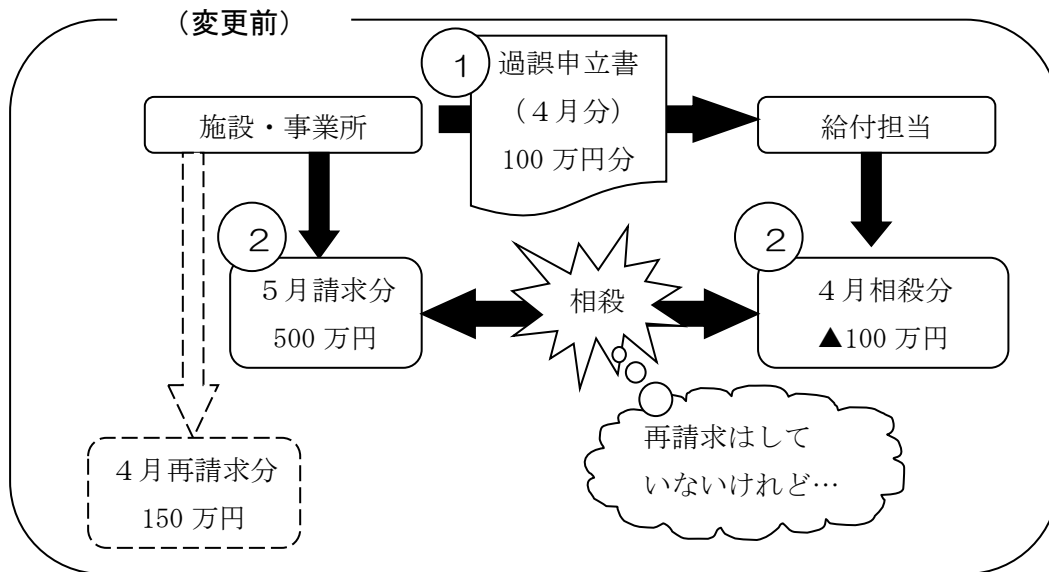 （変更前）
１
過誤申立書
（４月分）
100 万円分
施設・事業所
給付担当
２
５月請求分
500 万円
相殺
２
４月相殺分
▲100 万円
再請求はして
いないけれど…
４月再請求分
150 万円